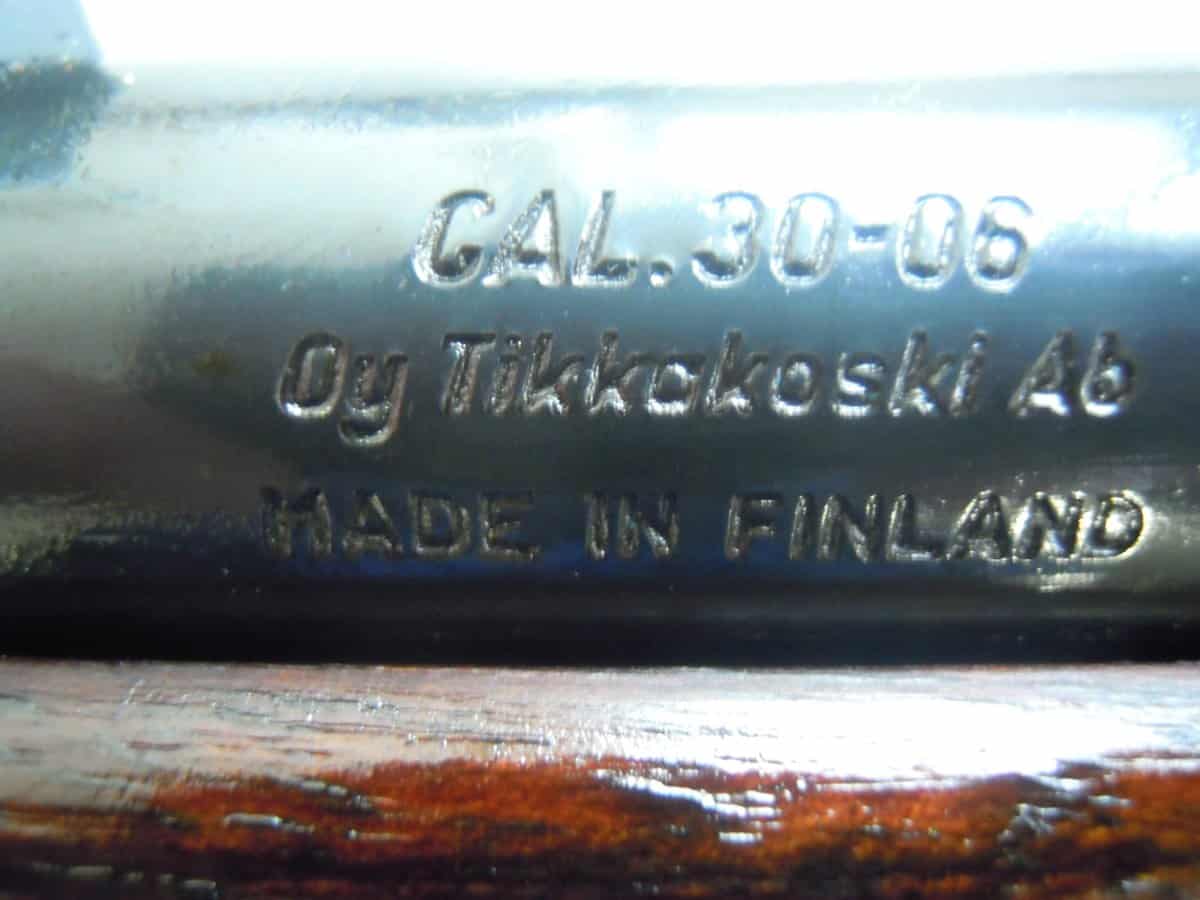 CAL.30-06
Oy Tikkakoski Ab
MADE IN FINLAND